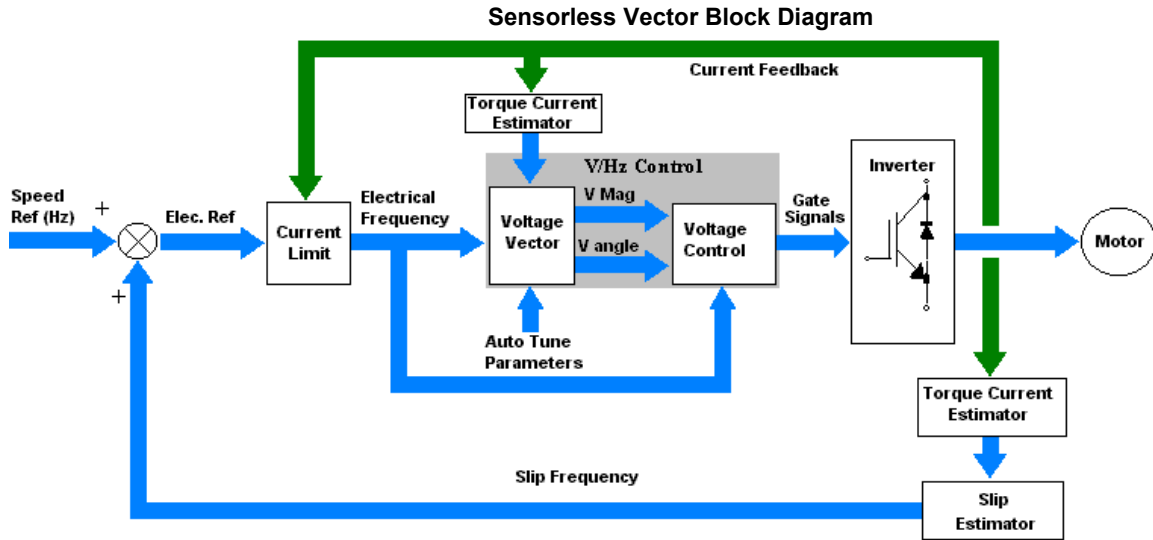 Sensorless Vector Block Diagram
Current Feedback
Torque Current
Estimator
V/Hz Control
Inverter
Speed
Ref (Hz)
+
Elec. Ref
Current
Limit
Electrical
Frequency
Voltage
Vector
V Mag
V angle
Voltage
Control
Gate
Signals
Motor
+
Auto Tune
Parameters
Torque Current
Estimator
Slip Frequency
Slip
Estimator